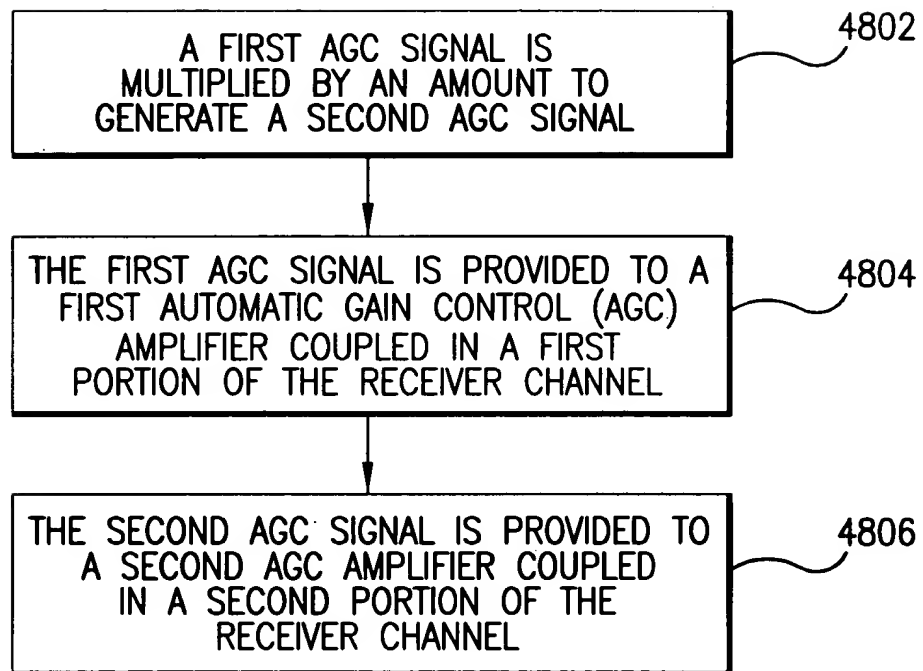 A FIRST AGC SIGNAL IS
MULTIPLIED BY AN AMOUNT TO
GENERATE A SECOND AGC SIGNAL
4802
THE FIRST AGC SIGNAL IS PROVIDED TO A
FIRST AUTOMATIC GAIN CONTROL (AGC)
AMPLIFIER COUPLED IN A FIRST
PORTION OF THE RECEIVER CHANNEL
4804
THE SECOND AGC SIGNAL IS PROVIDED TO
A SECOND AGC AMPLIFIER COUPLED
IN A SECOND PORTION OF THE
RECEIVER CHANNEL
4806